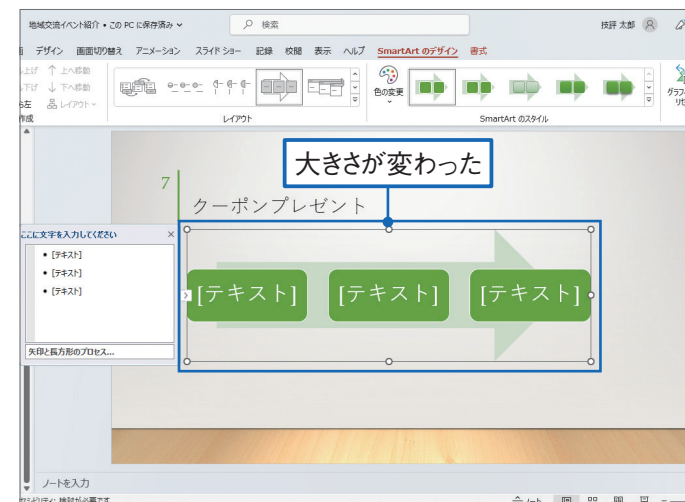 地域交流イベント紹介 • この PC に保存済み
検索
技評 太郎
デザイン 画面切り替え アニメーション スライド ショー 記録 校閲 表示 ヘルプ SmartArt のデザイン 書式
上へ移動
下へ移動
レイアウト
色の変更
レイアウト
SmartArt のスタイル
大きさが変わった
7
クーポンプレゼント
ここに文字を入力してください
• [テキスト]
• [テキスト]
• [テキスト]
矢印と長方形のプロセス...
[テキスト] [テキスト] [テキスト]
ノートを入力